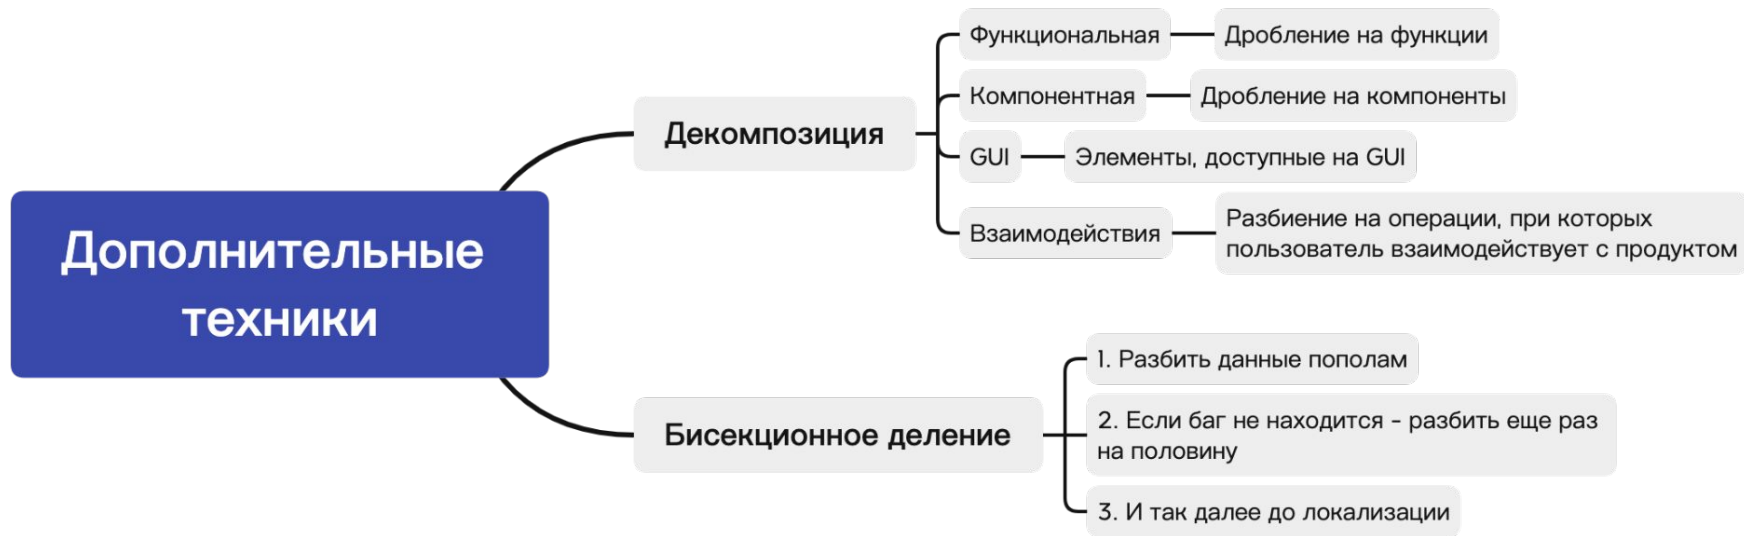 Дополнительные
техники
Декомпозиция
Функциональная
Дробление на функции
Компонентная
Дробление на компоненты
GUI
Элементы, доступные на GUI
Взаимодействия
Разбиение на операции, при которых
пользователь взаимодействует с продуктом
Бисекционное деление
1. Разбить данные пополам
2. Если баг не находится - разбить еще раз
на половину
3. И так далее до локализации